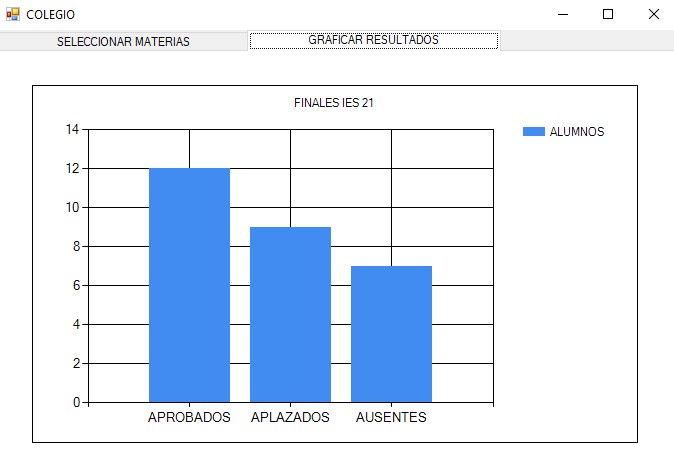 COLEGIO
SELECCIONAR MATERIAS
GRAFICAR RESULTADOS
FINALES IES 21
ALUMNOS
14
12
10
8
6
4
2
0
APROBADOS APLAZADOS AUSENTES